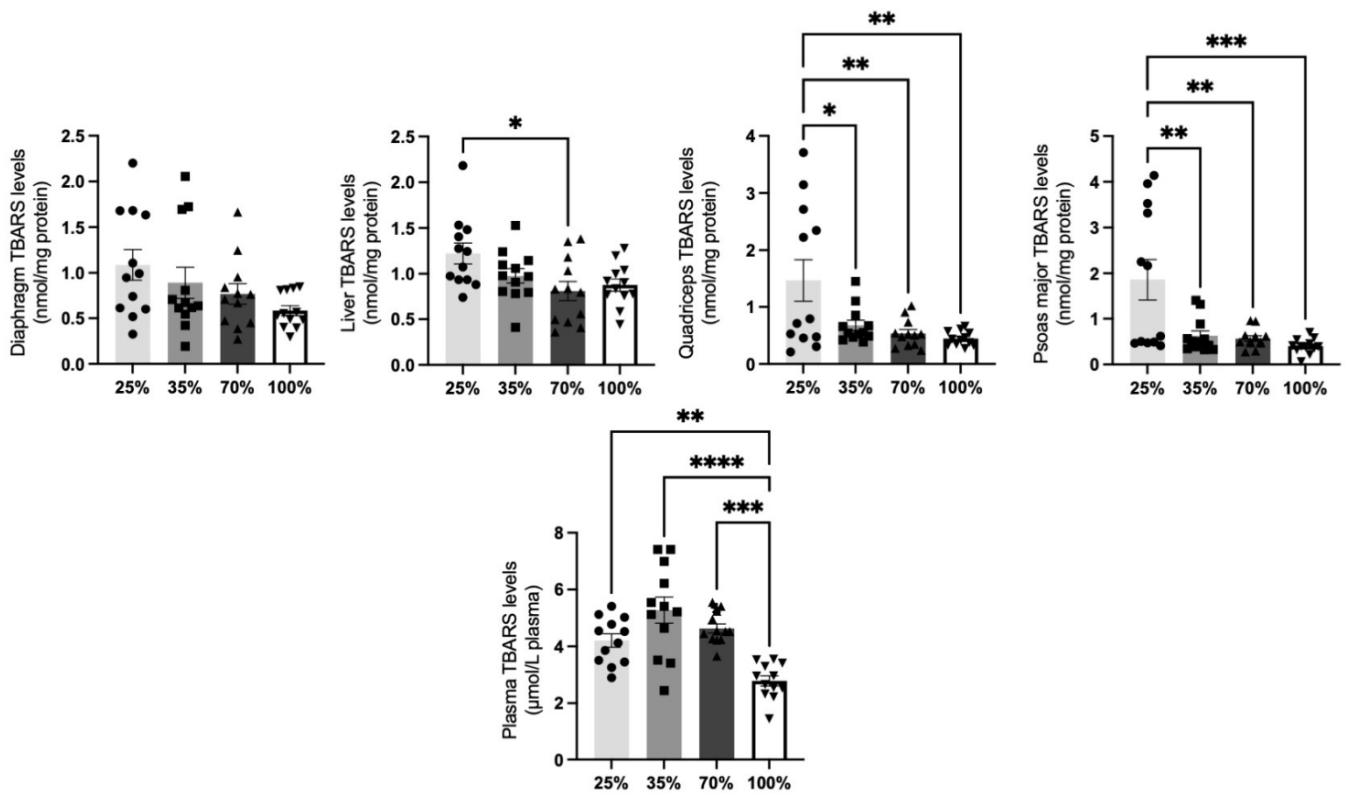 **
***
**
**
*
*
**
Diaphragm TBARS levels
(nmol/mg protein)
2.5
2.0
1.5
1.0
0.5
0.0
25% 35% 70% 100%
Liver TBARS levels
(nmol/mg protein)
2.5
2.0
1.5
1.0
0.5
0.0
25% 35% 70% 100%
Quadriceps TBARS levels
(nmol/mg protein)
4
3
2
1
0
25% 35% 70% 100%
Psoas major TBARS levels
(nmol/mg protein)
5
4
3
2
1
0
25% 35% 70% 100%
**
****
***
Plasma TBARS levels
(μmol/L plasma)
8
6
4
2
0
25% 35% 70% 100%